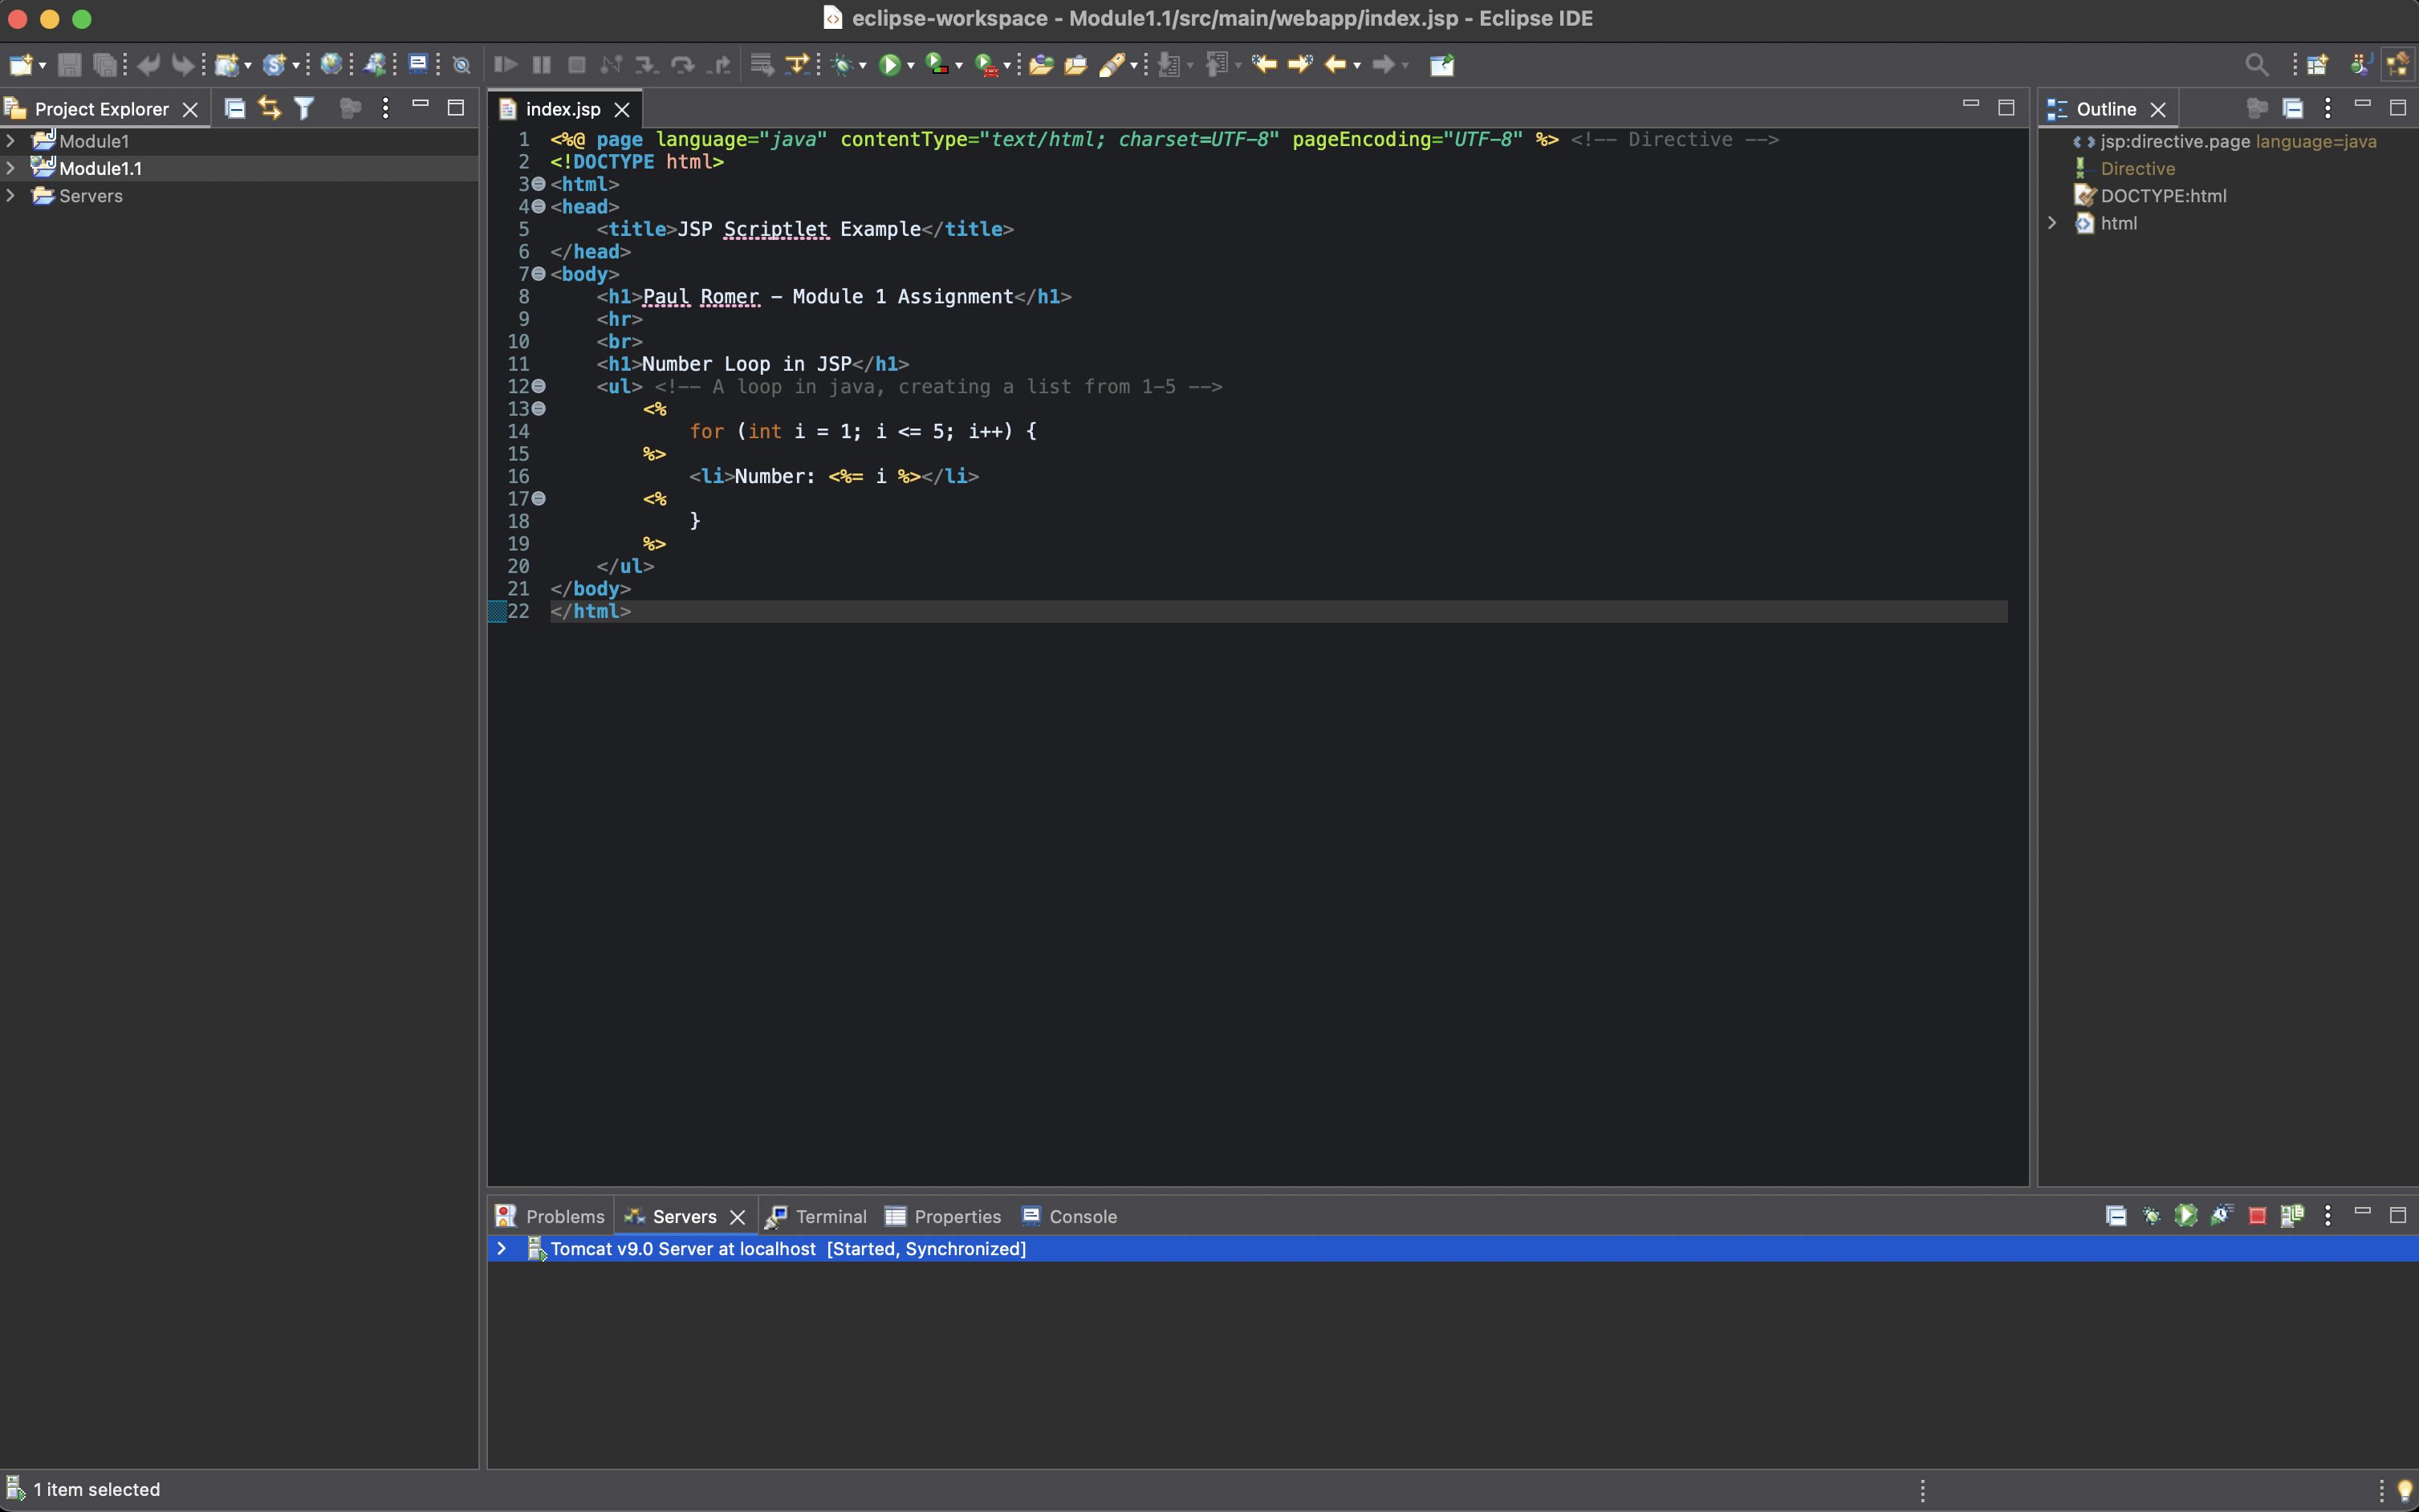 eclipse-workspace - Module1.1/src/main/webapp/index.jsp - Eclipse IDE
Project Explorer
Module1
Module1.1
Servers
index.jsp
1 <%@ page language="java" contentType="text/html; charset=UTF-8" pageEncoding="UTF-8" %> <!-- Directive -->
2 <!DOCTYPE html>
3 <html>
4 <head>
5     <title>JSP Scriptlet Example</title>
6 </head>
7 <body>
8     <h1>Paul Romer - Module 1 Assignment</h1>
9     <hr>
10     <br>
11     <h1>Number Loop in JSP</h1>
12     <ul> <!-- A loop in java, creating a list from 1-5 -->
13         <%
14             for (int i = 1; i <= 5; i++) {
15         %>
16             <li>Number: <%= i %></li>
17         <%
18             }
19         %>
20     </ul>
21 </body>
22 </html>
Outline
jsp:directive.page language=java
Directive
DOCTYPE:html
html
Problems
Servers
Terminal
Properties
Console
Tomcat v9.0 Server at localhost [Started, Synchronized]
1 item selected